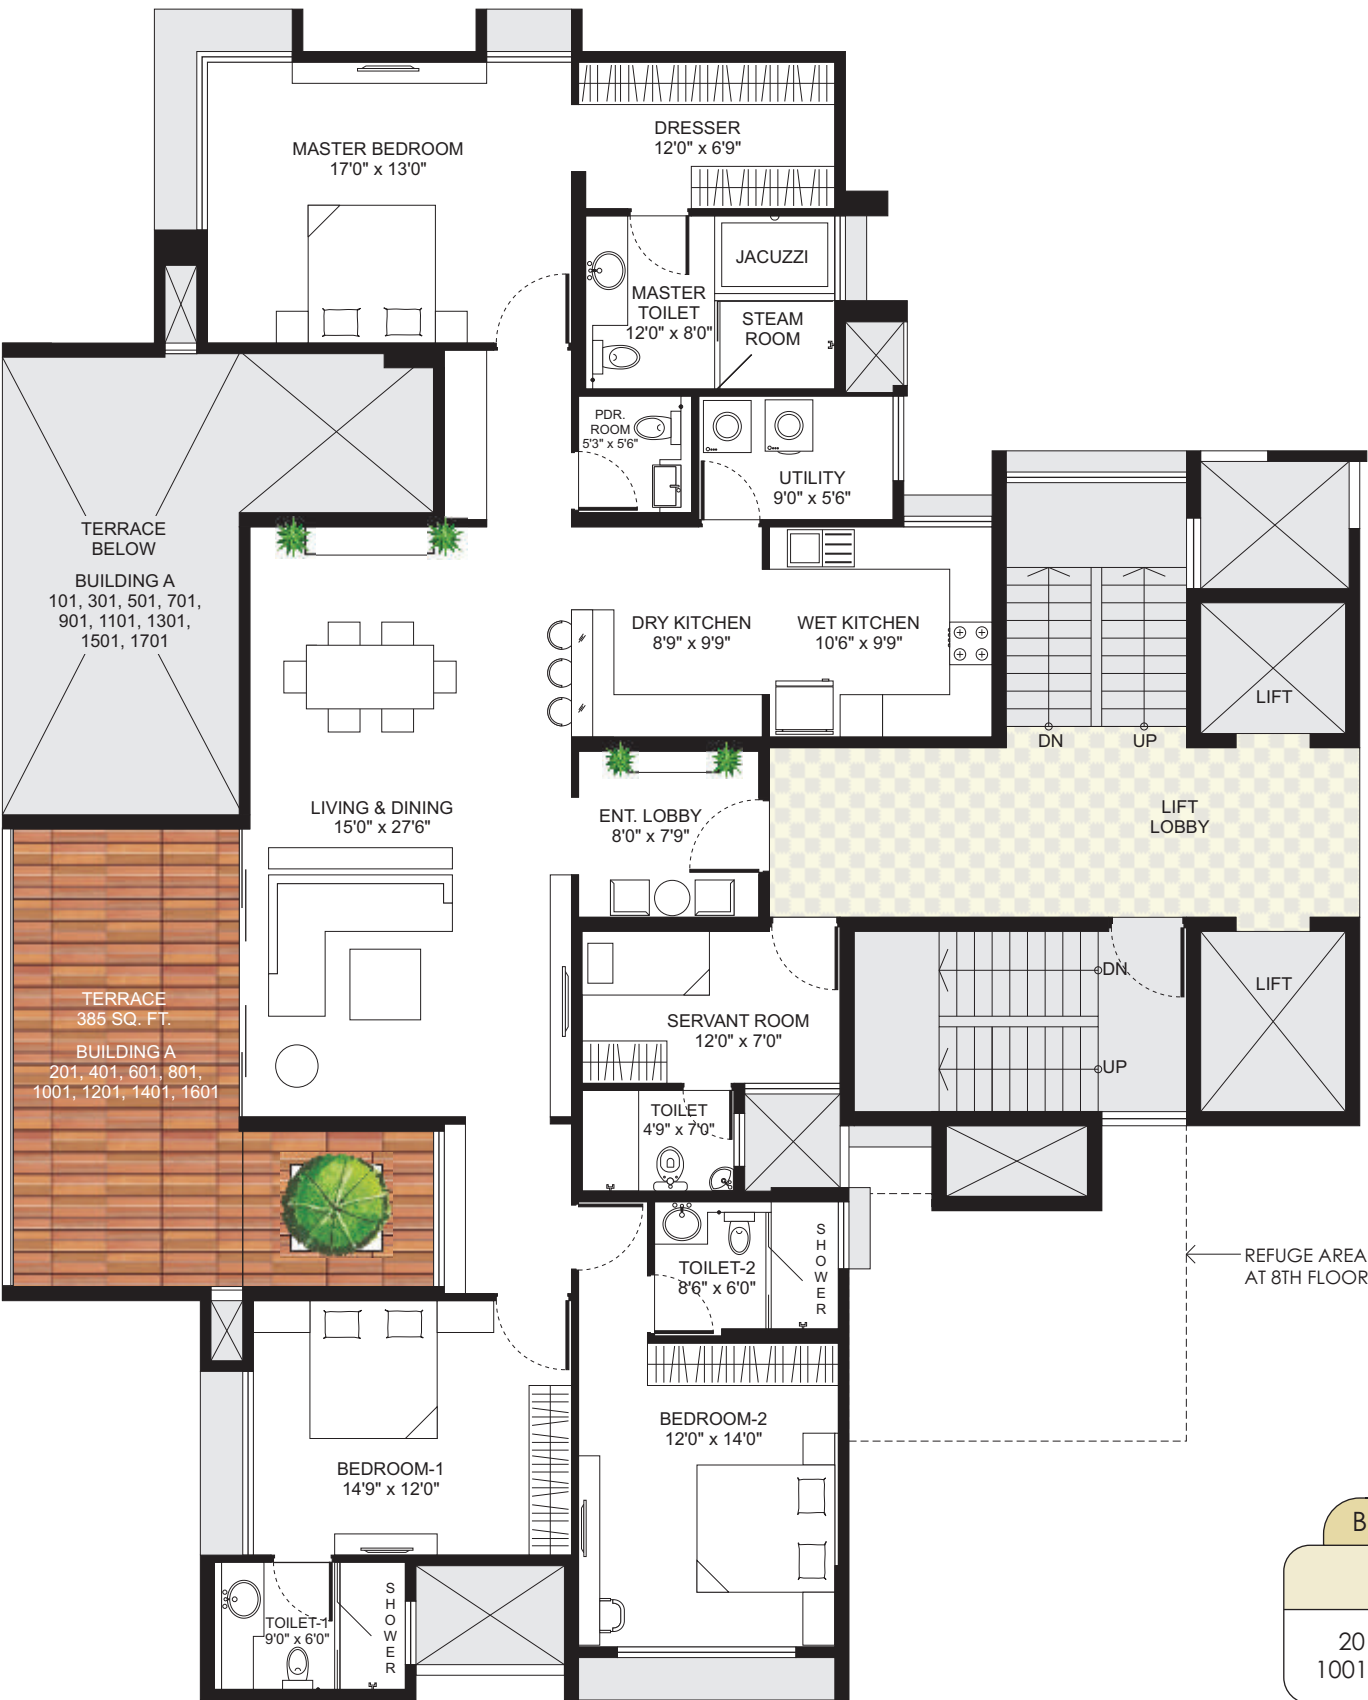 MASTER BEDROOM
17'0" x 13'0"
DRESSER
12'0" x 6'9"
JACUZZI
MASTER
TOILET
12'0" x 8'0"
STEAM
ROOM
PDR.
ROOM
5'3" x 5'6"
UTILITY
9'0" x 5'6"
TERRACE
BELOW
BUILDING A
101, 301, 501, 701,
901, 1101, 1301,
1501, 1701
DRY KITCHEN
8'9" x 9'9"
WET KITCHEN
10'6" x 9'9"
LIFT
DN
UP
LIVING & DINING
15'0" x 27'6"
ENT. LOBBY
8'0" x 7'9"
LIFT
LOBBY
TERRACE
385 SQ. FT.
BUILDING A
201, 401, 601, 801,
1001, 1201, 1401, 1601
SERVANT ROOM
12'0" x 7'0"
DN
UP
LIFT
TOILET
4'9" x 7'0"
TOILET-2
8'6" x 6'0"
SHOWER
REFUGE AREA
AT 8TH FLOOR
BEDROOM-1
14'9" x 12'0"
BEDROOM-2
12'0" x 14'0"
TOILET-1
9'0" x 6'0"
SHOWER
B
20
1001